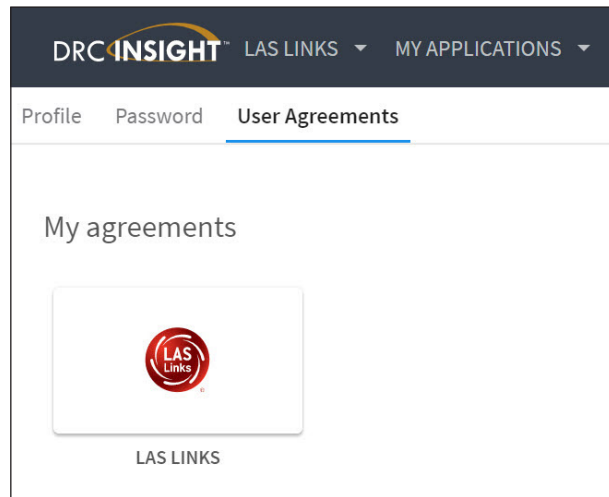 DRC INSIGHT™ LAS LINKS MY APPLICATIONS
Profile Password User Agreements
My agreements
LAS
Links
LAS LINKS